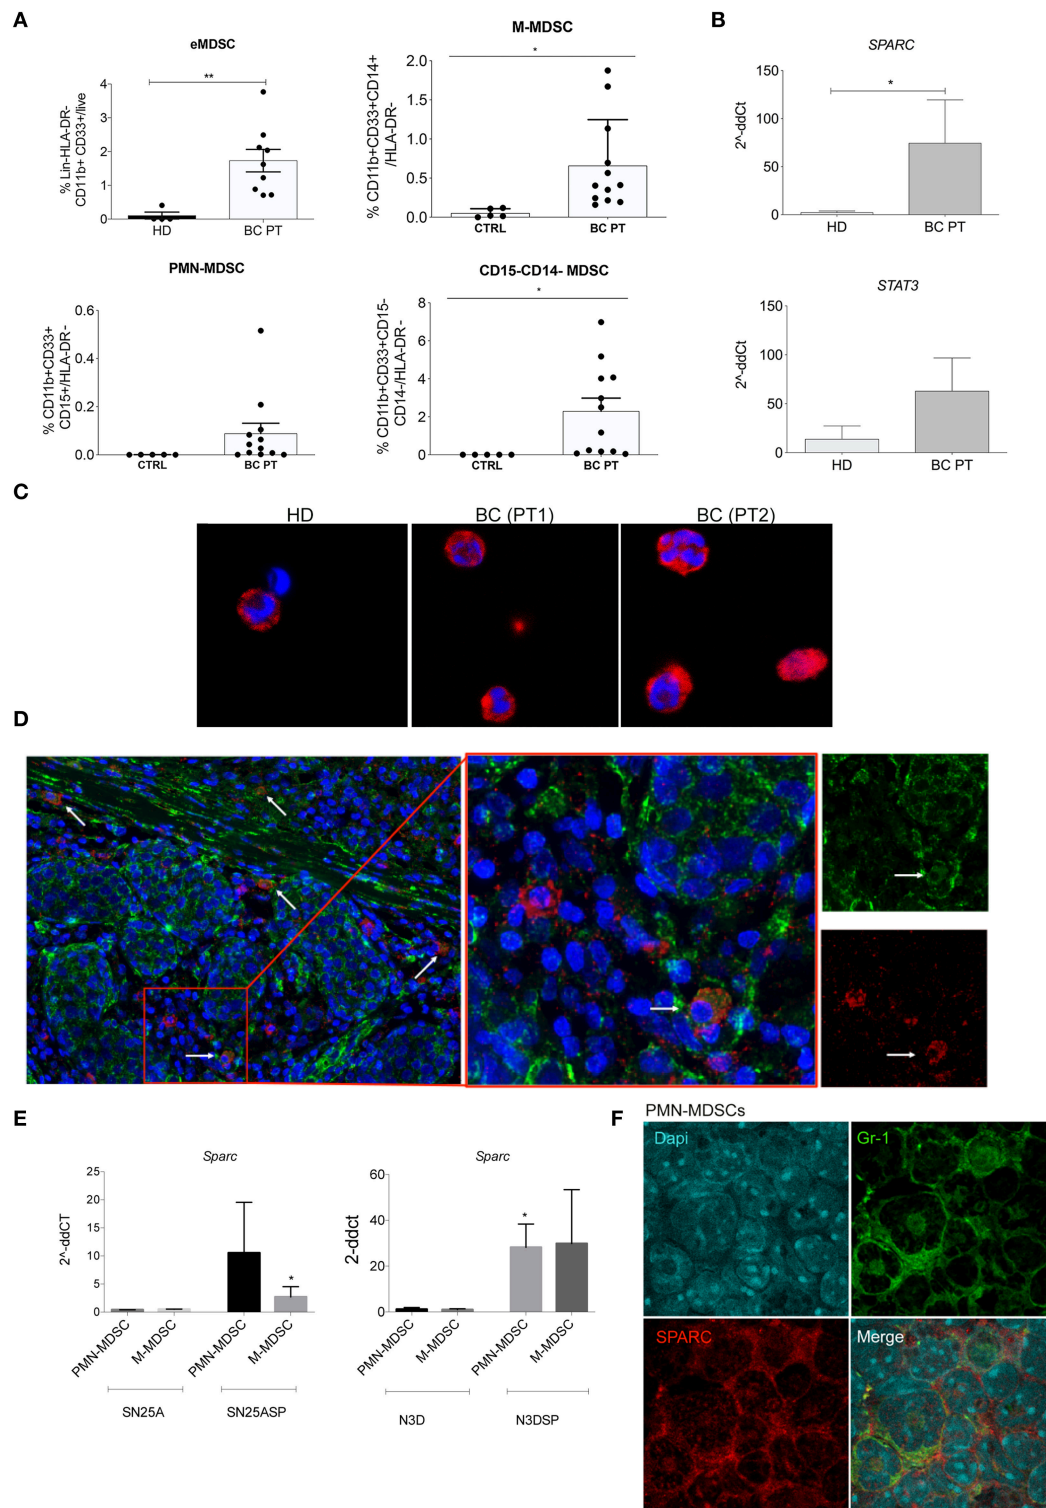 A
eMDSC
**
% Lin-HLA-DR-
CD11b+ CD33+/live
4
3
2
1
0
HD
BC PT
M-MDSC
*
% CD11b+CD33+CD14+
/HLA-DR-
2.0
1.5
1.0
0.5
0.0
CTRL
BC PT
B
SPARC
*
2^-ddCt
150
100
50
0
HD
BC PT
PMN-MDSC
% CD11b+CD33+
CD15+/HLA-DR-
0.6
0.4
0.2
0.0
CTRL
BC PT
CD15-CD14- MDSC
*
% CD11b+CD33+CD15-
CD14-/HLA-DR-
8
6
4
2
0
CTRL
BC PT
STAT3
2^-ddCt
150
100
50
0
HD
BC PT
C
HD
BC (PT1)
BC (PT2)
D
E
Sparc
2^-ddCT
25
20
15
10
5
0
*
PMN-MDSC
M-MDSC
PMN-MDSC
M-MDSC
SN25A
SN25ASP
Sparc
2-ddct
60
40
20
0
*
PMN-MDSC
M-MDSC
PMN-MDSC
M-MDSC
N3D
N3DSP
F
PMN-MDSCs
Dapi
Gr-1
SPARC
Merge